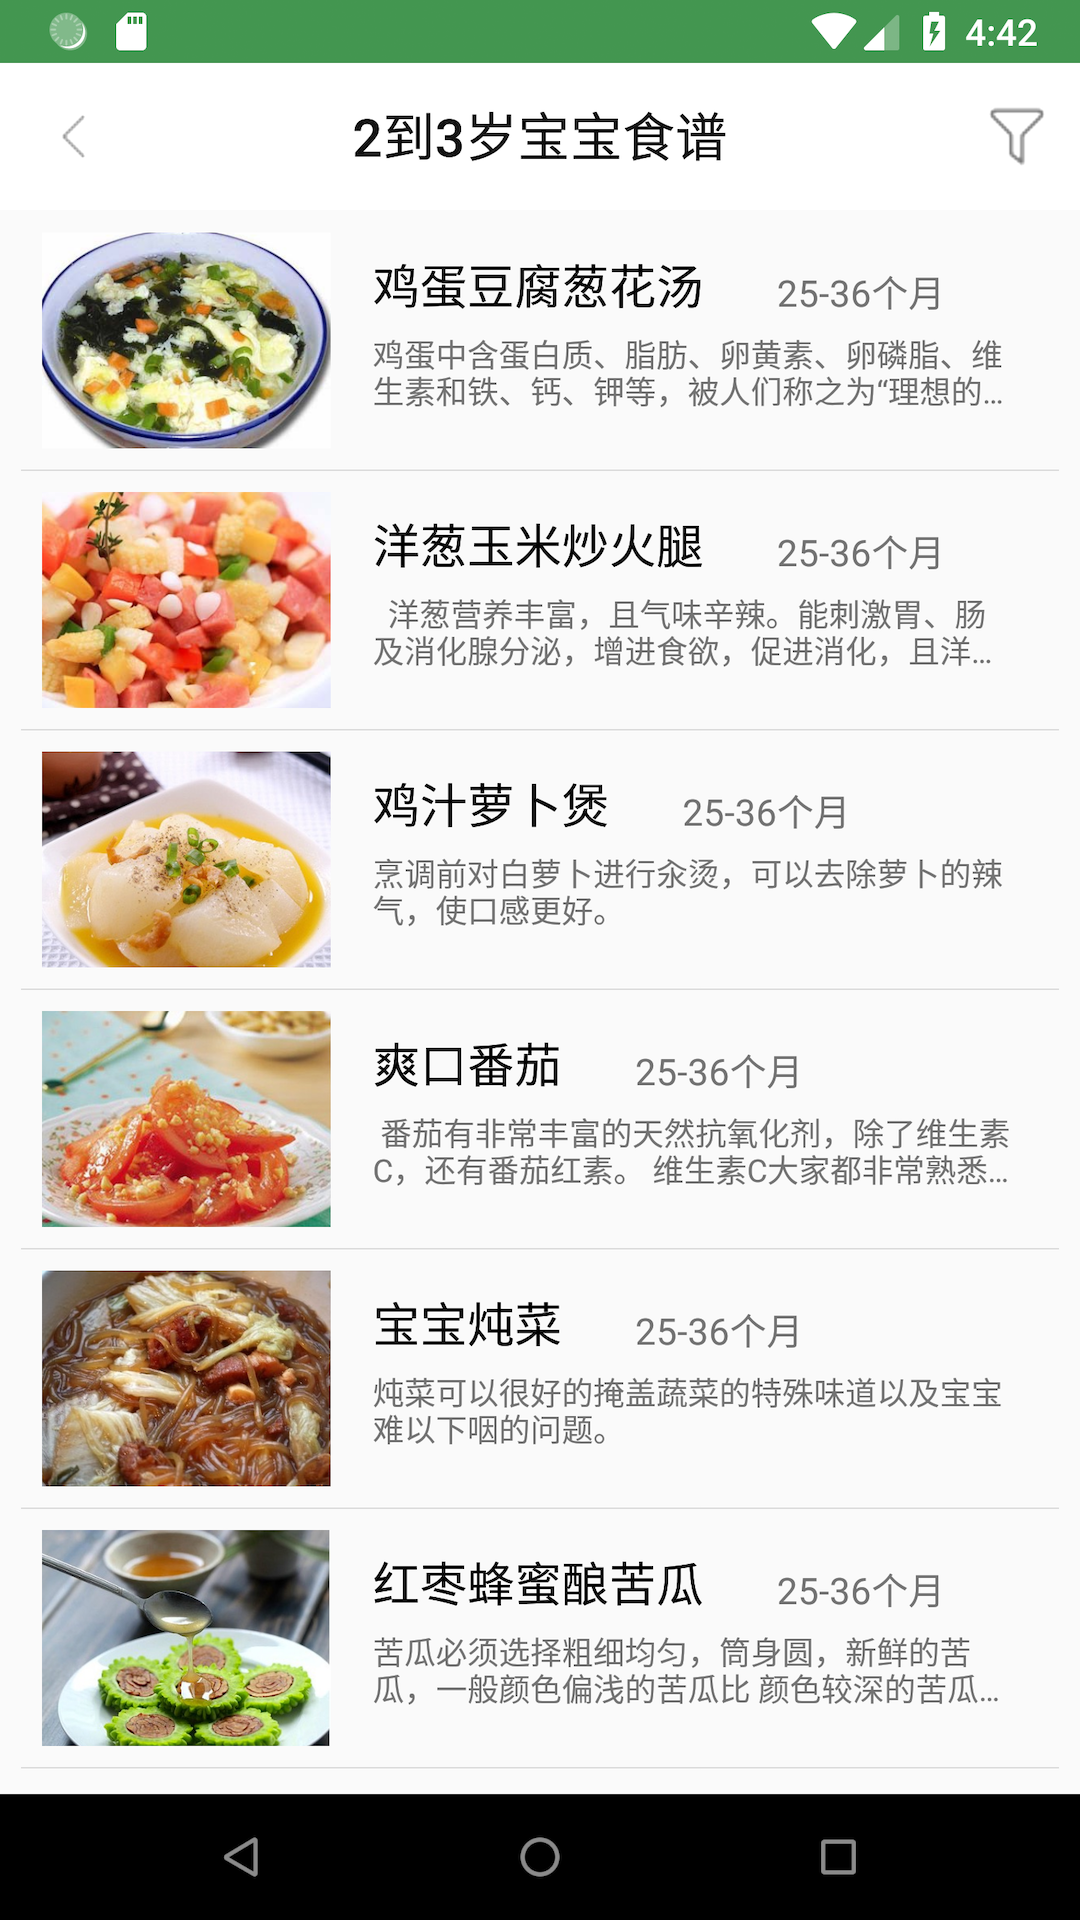 4:42
2到3岁宝宝食谱
鸡蛋豆腐葱花汤 25-36个月
鸡蛋中含蛋白质、脂肪、卵黄素、卵磷脂、维
生素和铁、钙、钾等，被人们称之为“理想的...
洋葱玉米炒火腿 25-36个月
洋葱营养丰富，且气味辛辣。能刺激胃、肠
及消化腺分泌，增进食欲，促进消化，且洋...
鸡汁萝卜煲 25-36个月
烹调前对白萝卜进行汆烫，可以去除萝卜的辣
气，使口感更好。
爽口番茄 25-36个月
番茄有非常丰富的天然抗氧化剂，除了维生素
C，还有番茄红素。 维生素C大家都非常熟悉...
宝宝炖菜 25-36个月
炖菜可以很好的掩盖蔬菜的特殊味道以及宝宝
难以下咽的问题。
红枣蜂蜜酿苦瓜 25-36个月
苦瓜必须选择粗细均匀，筒身圆，新鲜的苦
瓜，一般颜色偏浅的苦瓜比 颜色较深的苦瓜...